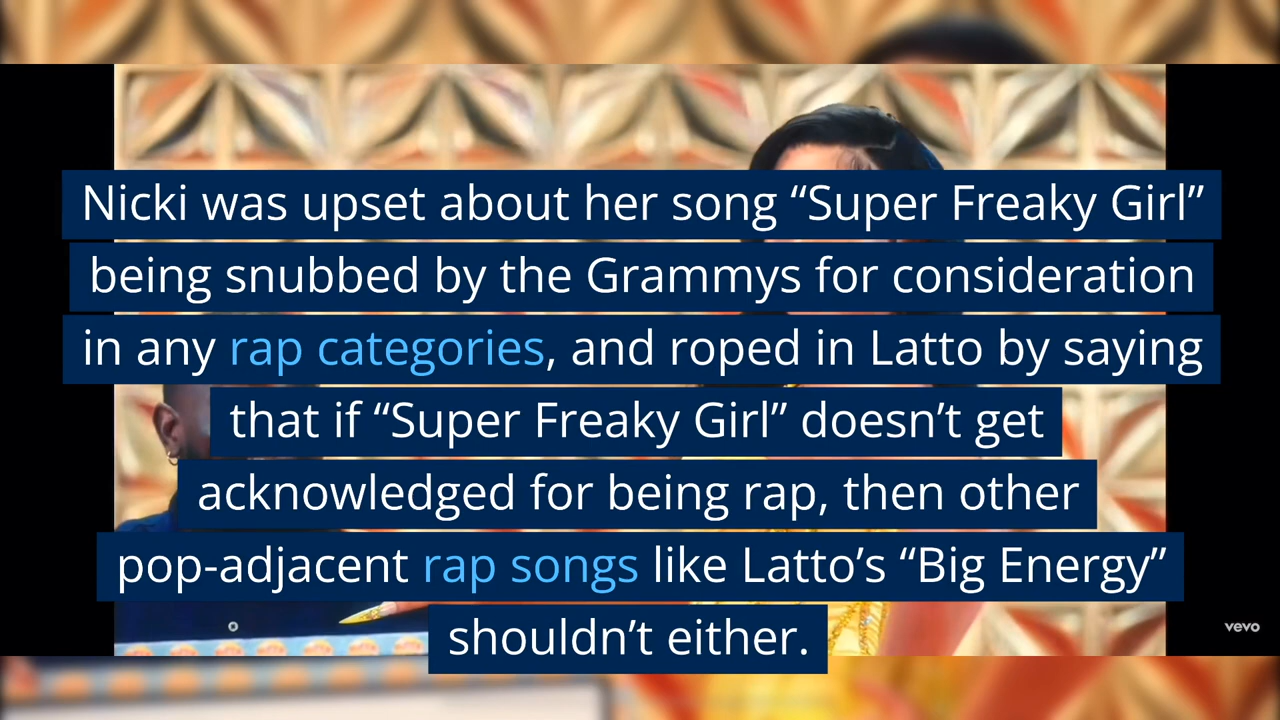 Nicki was upset about her song “Super Freaky Girl”
being snubbed by the Grammys for consideration
in any rap categories, and roped in Latto by saying
that if “Super Freaky Girl” doesn’t get
acknowledged for being rap, then other
pop-adjacent rap songs like Latto’s “Big Energy”
shouldn’t either.
vevo